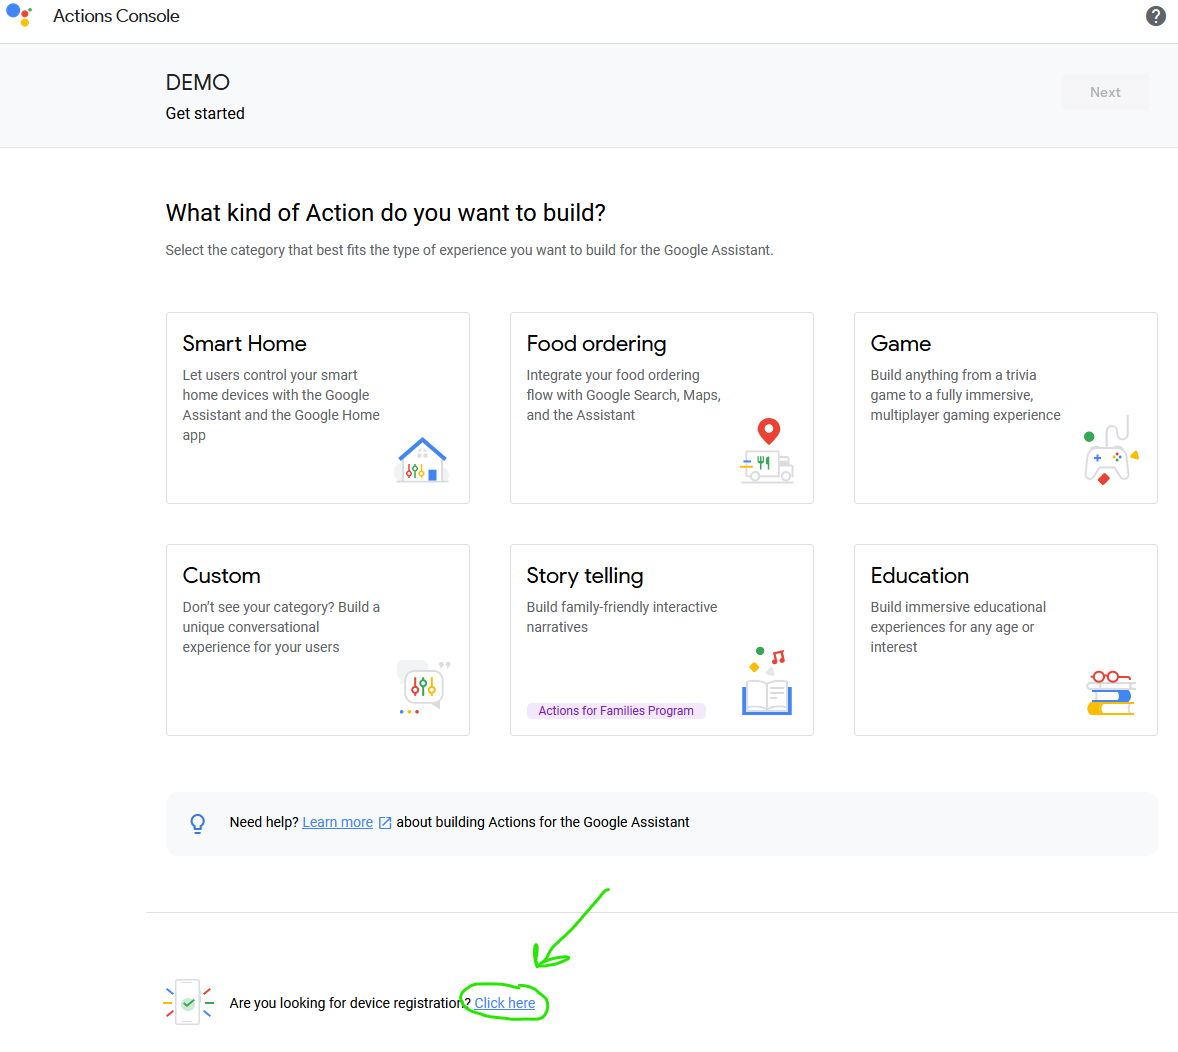 Actions Console
DEMO
Next
Get started
What kind of Action do you want to build?
Select the category that best fits the type of experience you want to build for the Google Assistant.
Smart Home
Let users control your smart
home devices with the Google
Assistant and the Google Home
app
Food ordering
Integrate your food ordering
flow with Google Search, Maps,
and the Assistant
Game
Build anything from a trivia
game to a fully immersive,
multiplayer gaming experience
Custom
Don't see your category? Build a
unique conversational
experience for your users
Story telling
Build family-friendly interactive
narratives
Actions for Families Program
Education
Build immersive educational
experiences for any age or
interest
Need help? Learn more about building Actions for the Google Assistant
Are you looking for device registration? Click here